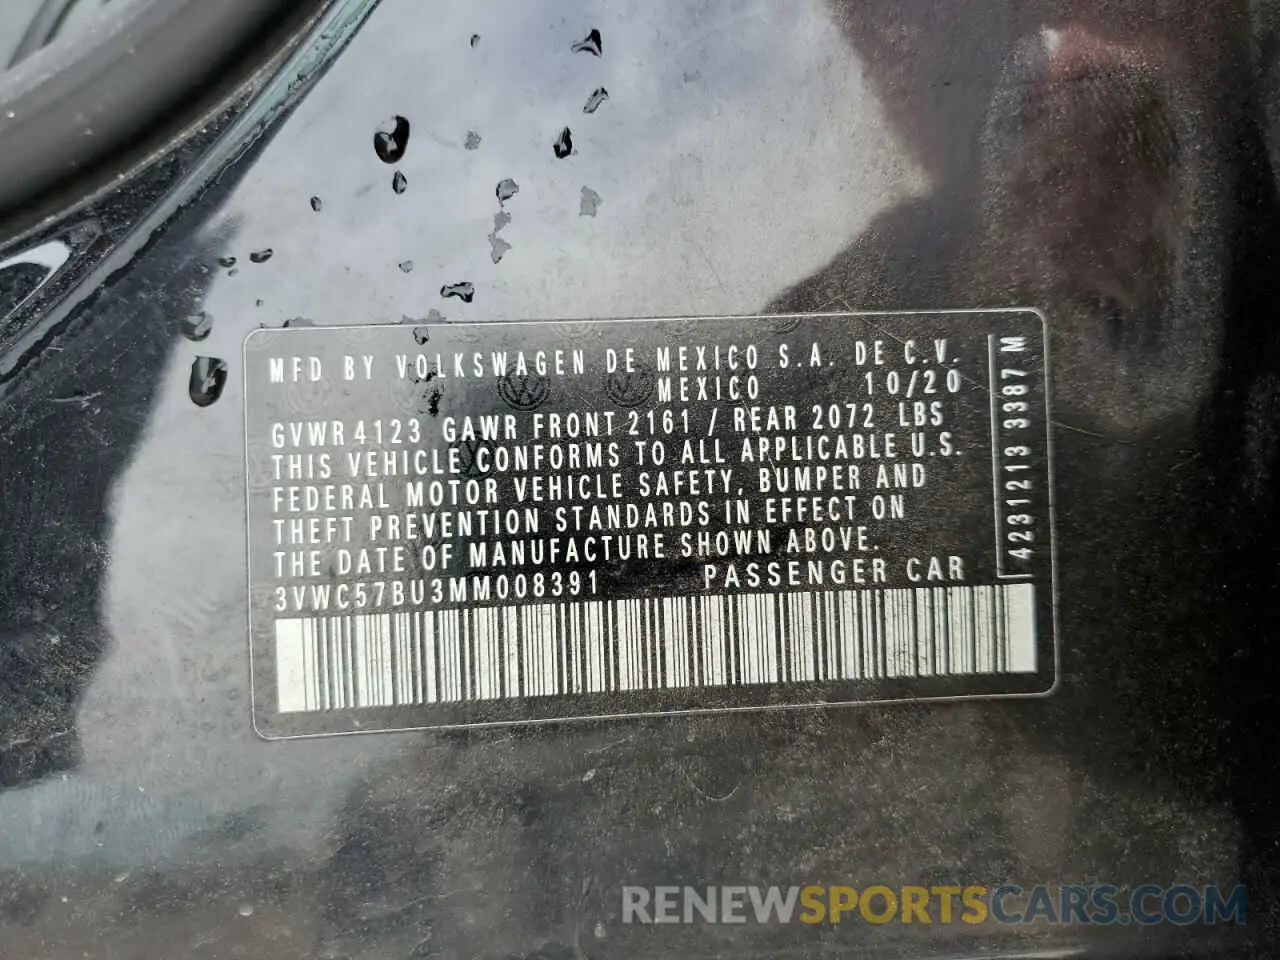 MFD BY VOLKSWAGEN DE MEXICO S.A. DE C.V.
MEXICO 10/20
GVWR 4123 GAWR FRONT 2161 / REAR 2072 LBS
THIS VEHICLE CONFORMS TO ALL APPLICABLE U.S.
FEDERAL MOTOR VEHICLE SAFETY, BUMPER AND
THEFT PREVENTION STANDARDS IN EFFECT ON
THE DATE OF MANUFACTURE SHOWN ABOVE.
3VWC57BU3MM008391 PASSENGER CAR
4231213 3387 M
RENEWSPORTSCARS.COM